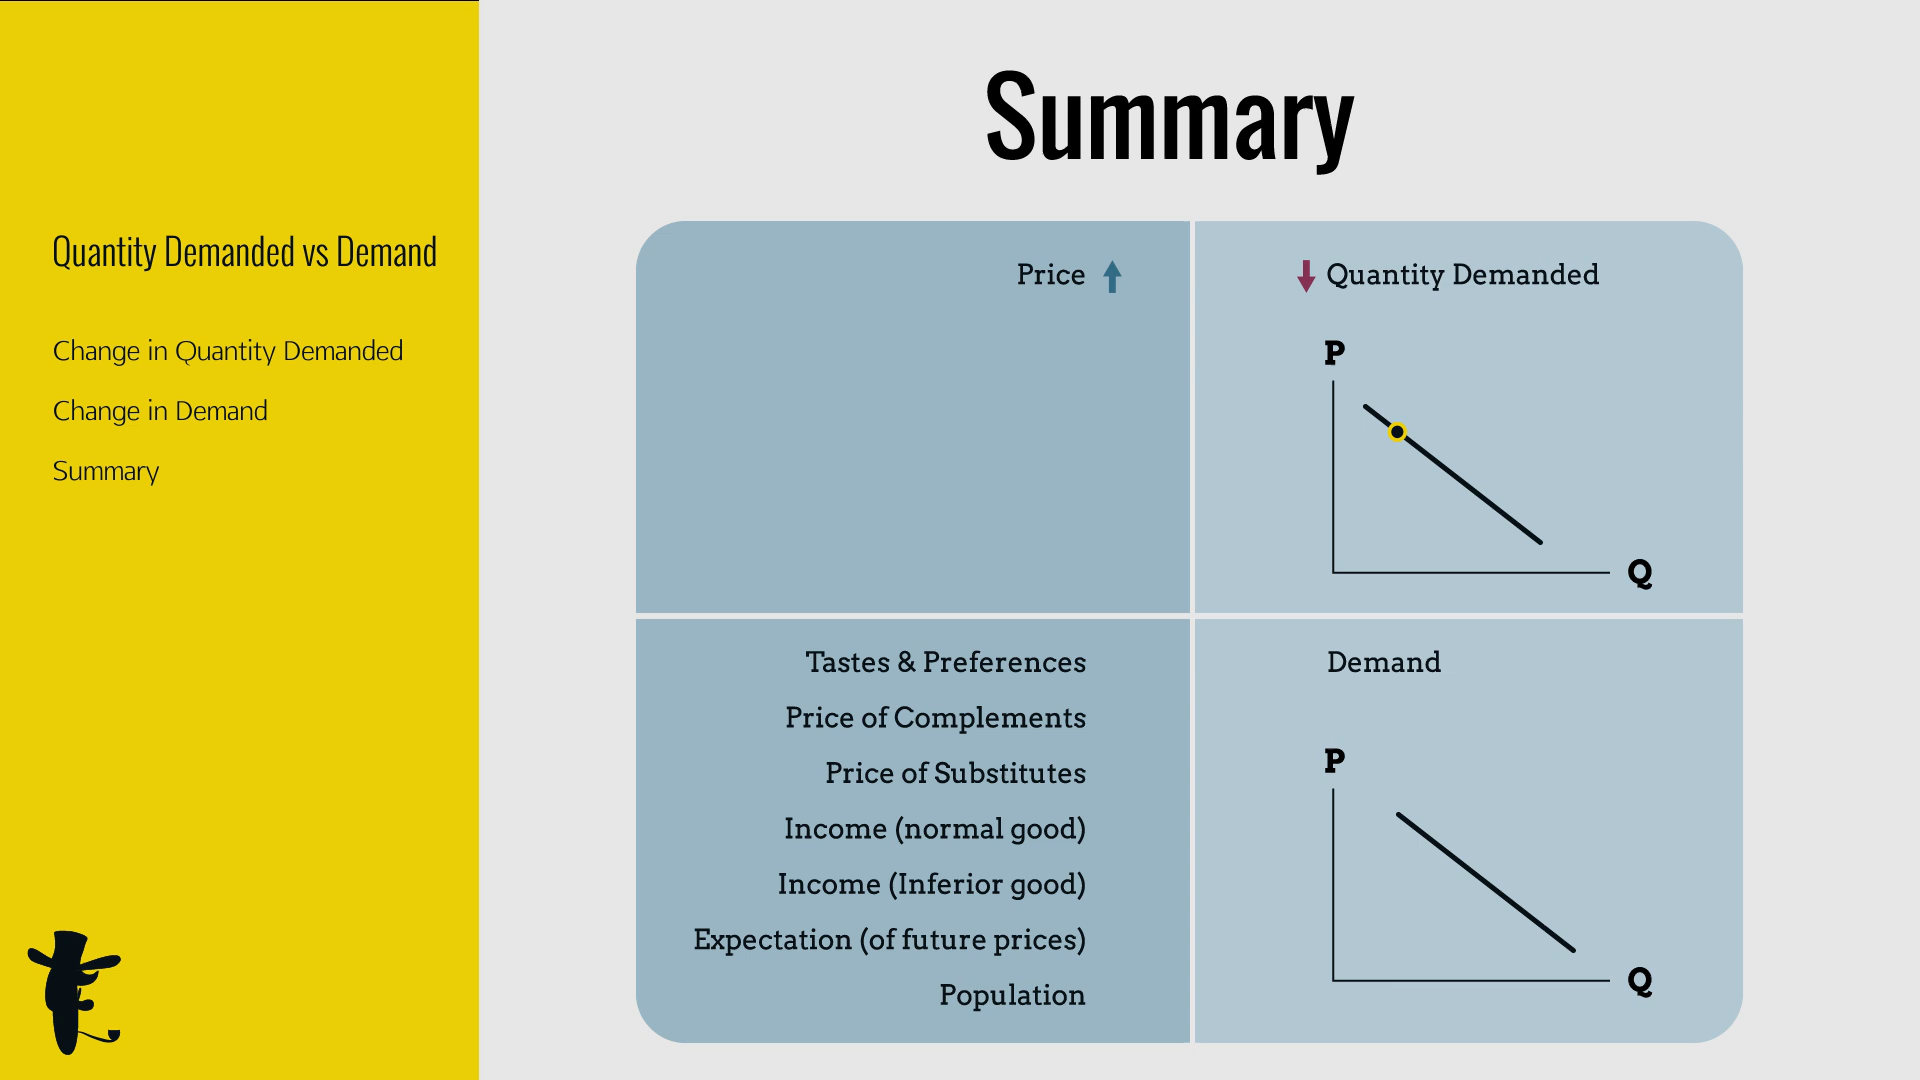 Summary
Quantity Demanded vs Demand
Change in Quantity Demanded
Change in Demand
Summary
Price
Quantity Demanded
P
Q
Tastes & Preferences
Price of Complements
Price of Substitutes
Income (normal good)
Income (Inferior good)
Expectation (of future prices)
Population
Demand
P
Q